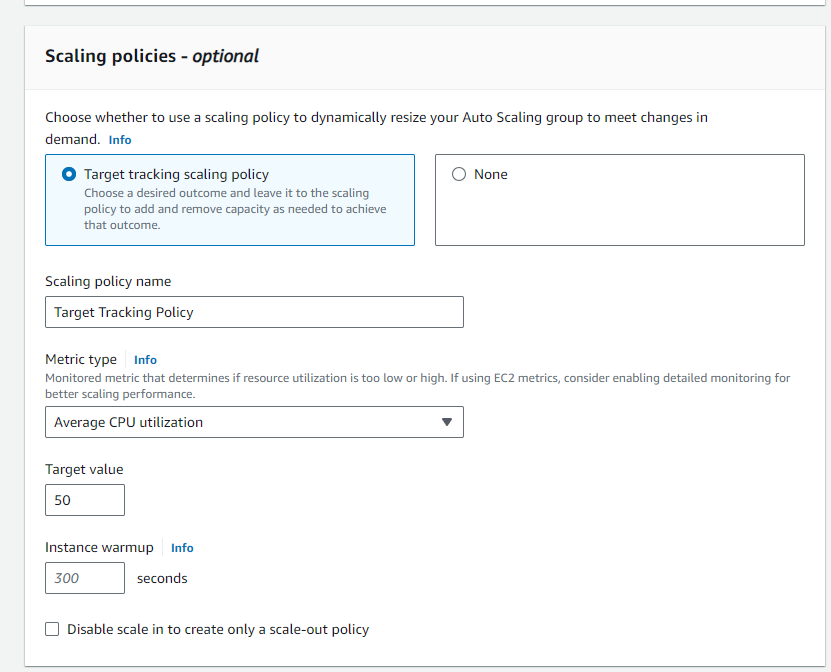 Scaling policies - optional
Choose whether to use a scaling policy to dynamically resize your Auto Scaling group to meet changes in
demand. Info
Target tracking scaling policy
Choose a desired outcome and leave it to the scaling
policy to add and remove capacity as needed to achieve
that outcome.
None
Scaling policy name
Target Tracking Policy
Metric type Info
Monitored metric that determines if resource utilization is too low or high. If using EC2 metrics, consider enabling detailed monitoring for
better scaling performance.
Average CPU utilization
Target value
50
Instance warmup Info
300 seconds
Disable scale in to create only a scale-out policy